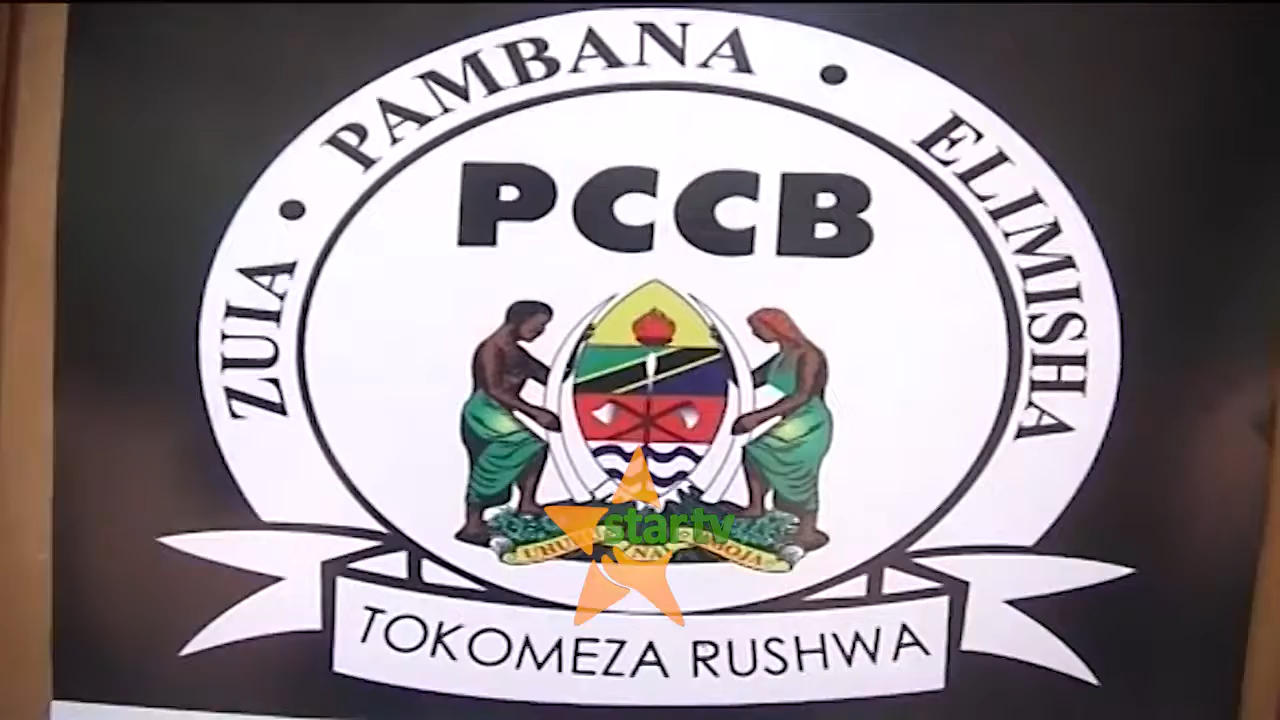 ZUIA • PAMBANA • ELIMISHA
PCCB
startv
TOKOMEZA RUSHWA